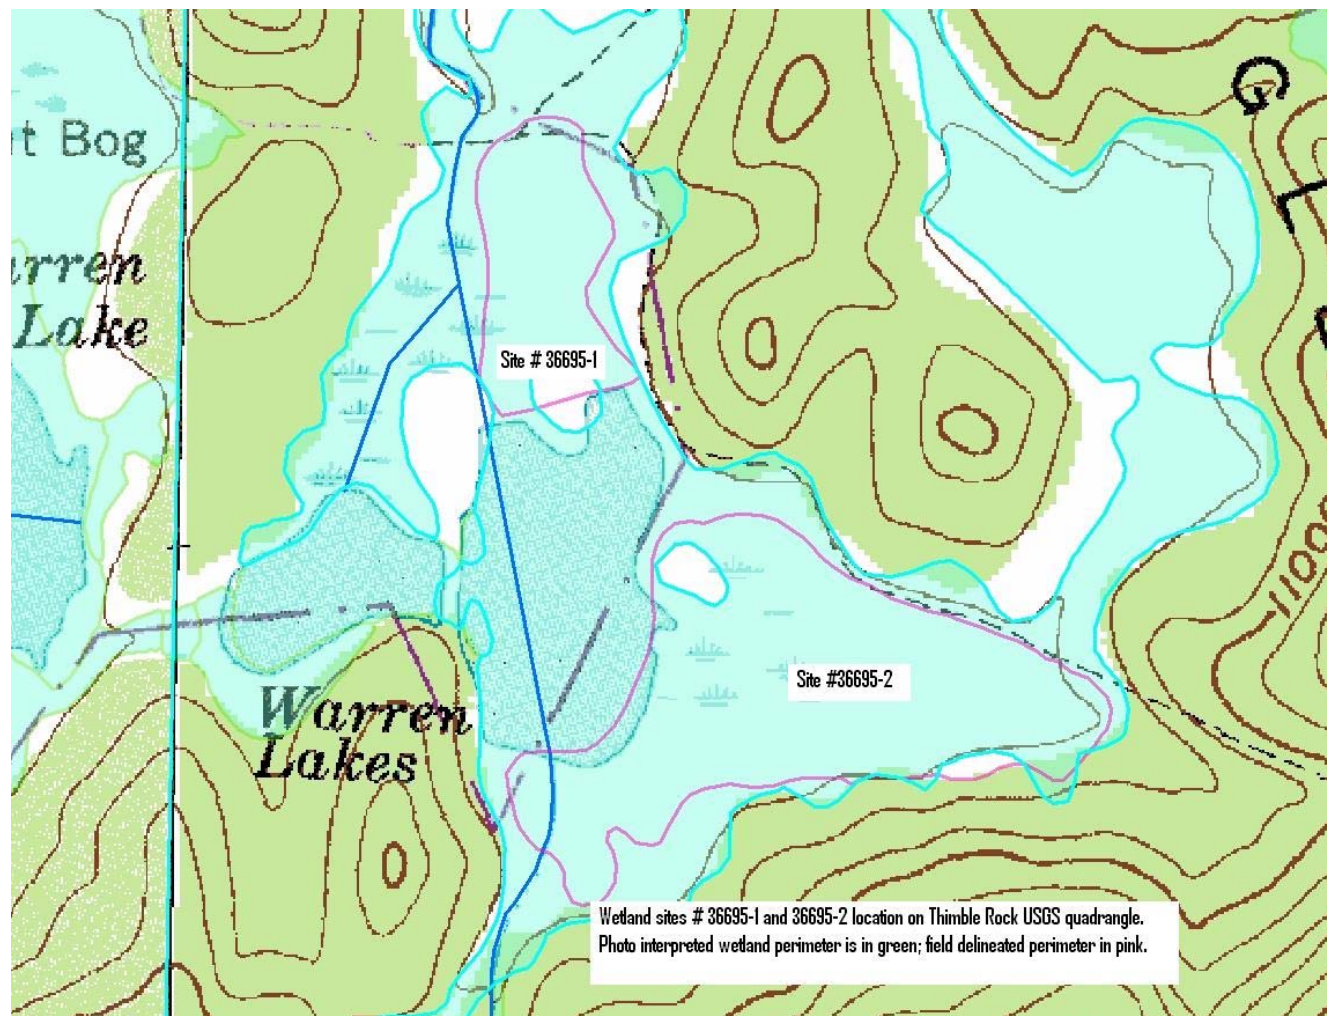 t Bog
G
L
rren
Lake
Site # 36695-1
11000
Site #36695-2
Warren
Lakes
Wetland sites # 36695-1 and 36695-2 location on Thimble Rock USGS quadrangle.
Photo interpreted wetland perimeter is in green; field delineated perimeter in pink.